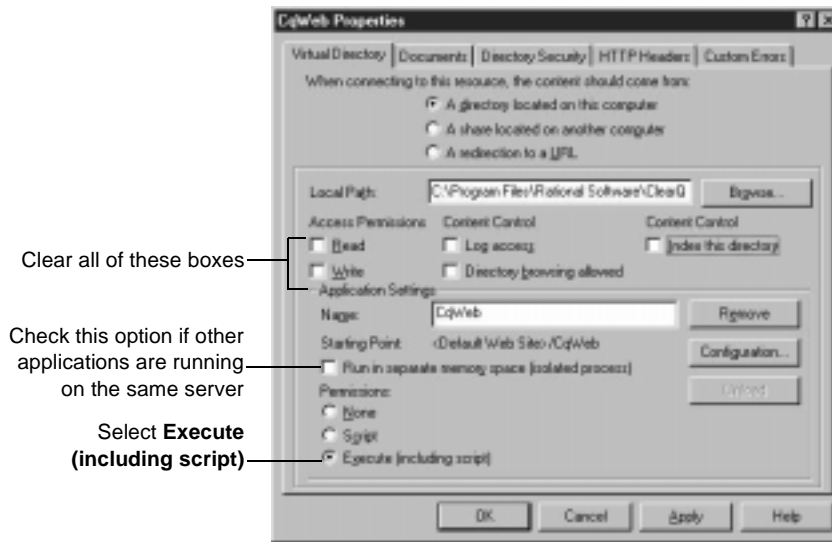 CqWeb Properties
Virtual Directory Documents Directory Security HTTP Headers Custom Errors
When connecting to this resource, the content should come from:
A directory located on this computer
A share located on another computer
A redirection to a URL
Local Path: C:\Program Files\Rational Software\ClearQ Browse...
Access Permissions Content Control Content Control
Clear all of these boxes
Read Log access Index this directory
Write Directory browsing allowed
Application Settings
Name: CqWeb Remove
Starting Point: <Default Web Site>/CqWeb
Configuration...
Check this option if other
applications are running
on the same server
Run in separate memory space (isolated process)
Unload
Permissions:
None
Script
Select Execute
(including script)
Execute (including script)
OK Cancel Apply Help